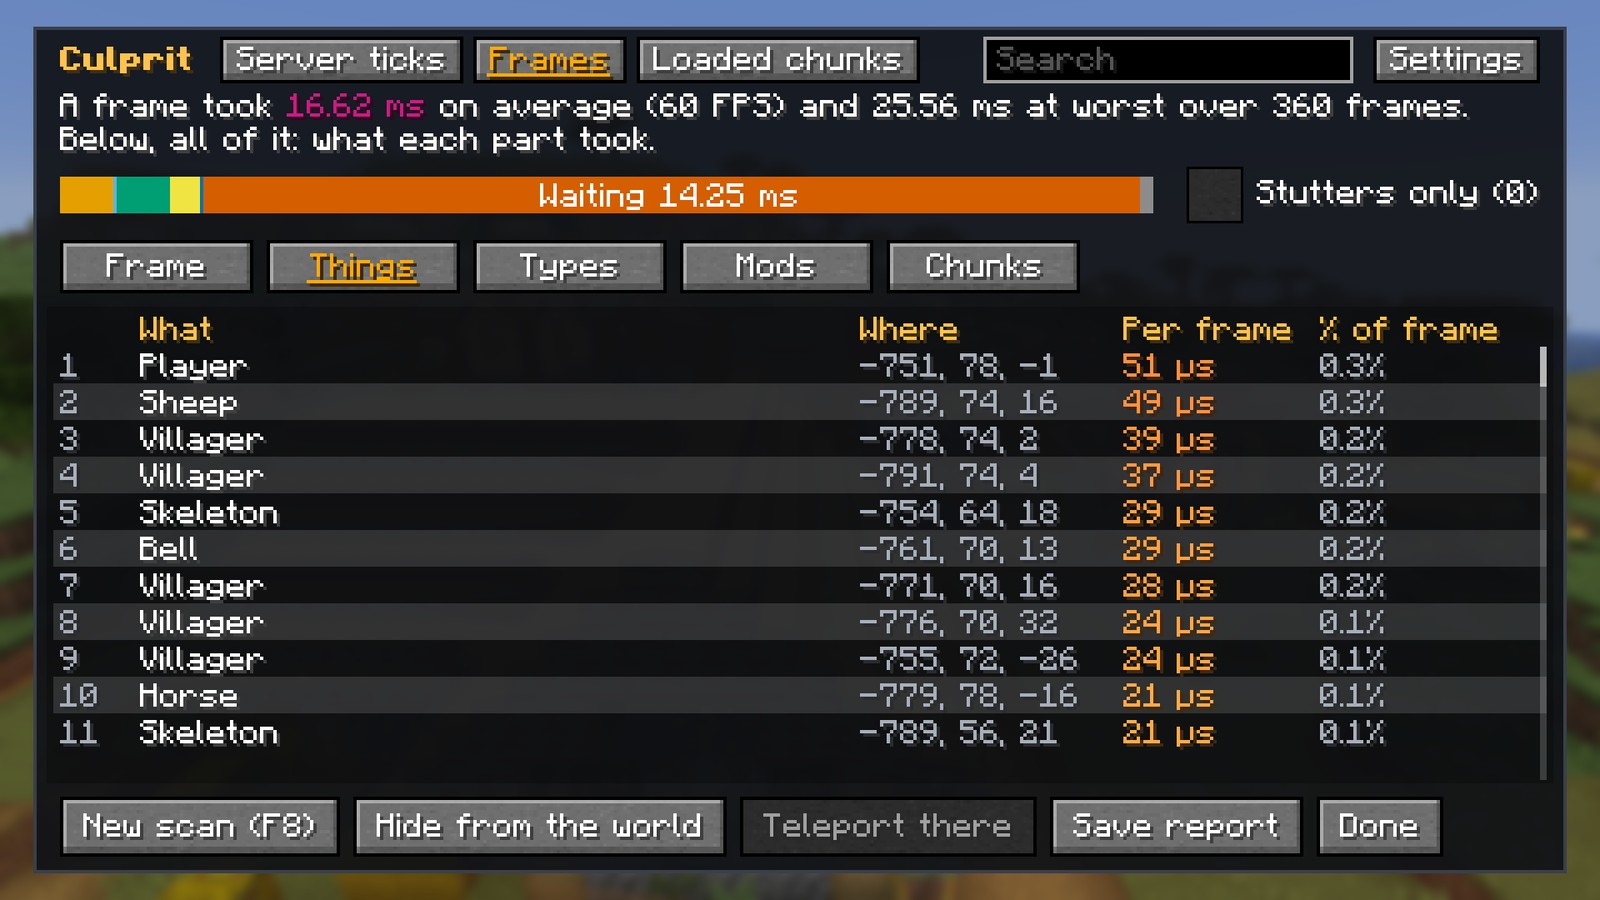 Culprit Server ticks Frames Loaded chunks Search Settings
A frame took 16.62 ms on average (60 FPS) and 25.56 ms at worst over 360 frames.
Below, all of it: what each part took.
Waiting 14.25 ms Stutters only (0)
Frame Things Types Mods Chunks
What Where Per frame % of frame
1 Player -751, 78, -1 51 µs 0.3%
2 Sheep -789, 74, 16 49 µs 0.3%
3 Villager -778, 74, 2 39 µs 0.2%
4 Villager -791, 74, 4 37 µs 0.2%
5 Skeleton -754, 64, 18 29 µs 0.2%
6 Bell -761, 70, 13 29 µs 0.2%
7 Villager -771, 70, 16 28 µs 0.2%
8 Villager -776, 70, 32 24 µs 0.1%
9 Villager -755, 72, -26 24 µs 0.1%
10 Horse -779, 78, -16 21 µs 0.1%
11 Skeleton -789, 56, 21 21 µs 0.1%
New scan (F8) Hide from the world Teleport there Save report Done